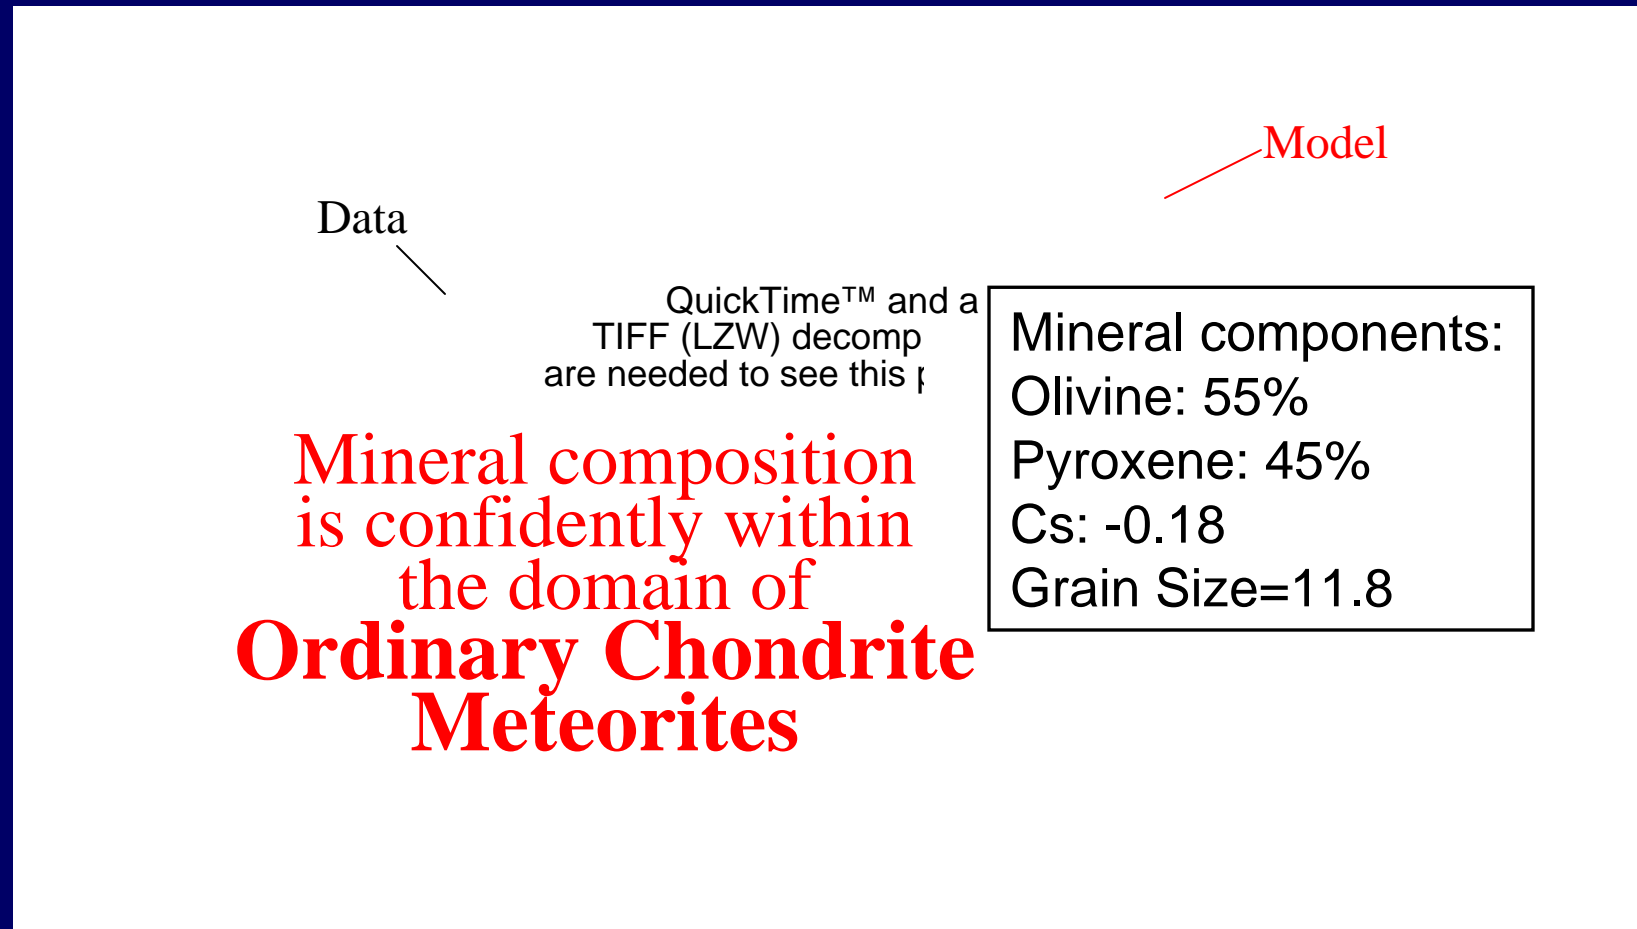 Model
Data
QuickTime™ and a
TIFF (LZW) decomp
are needed to see this
Mineral components:
Olivine: 55%
Pyroxene: 45%
Cs: -0.18
Grain Size=11.8
Mineral composition
is confidently within
the domain of
Ordinary Chondrite
Meteorites